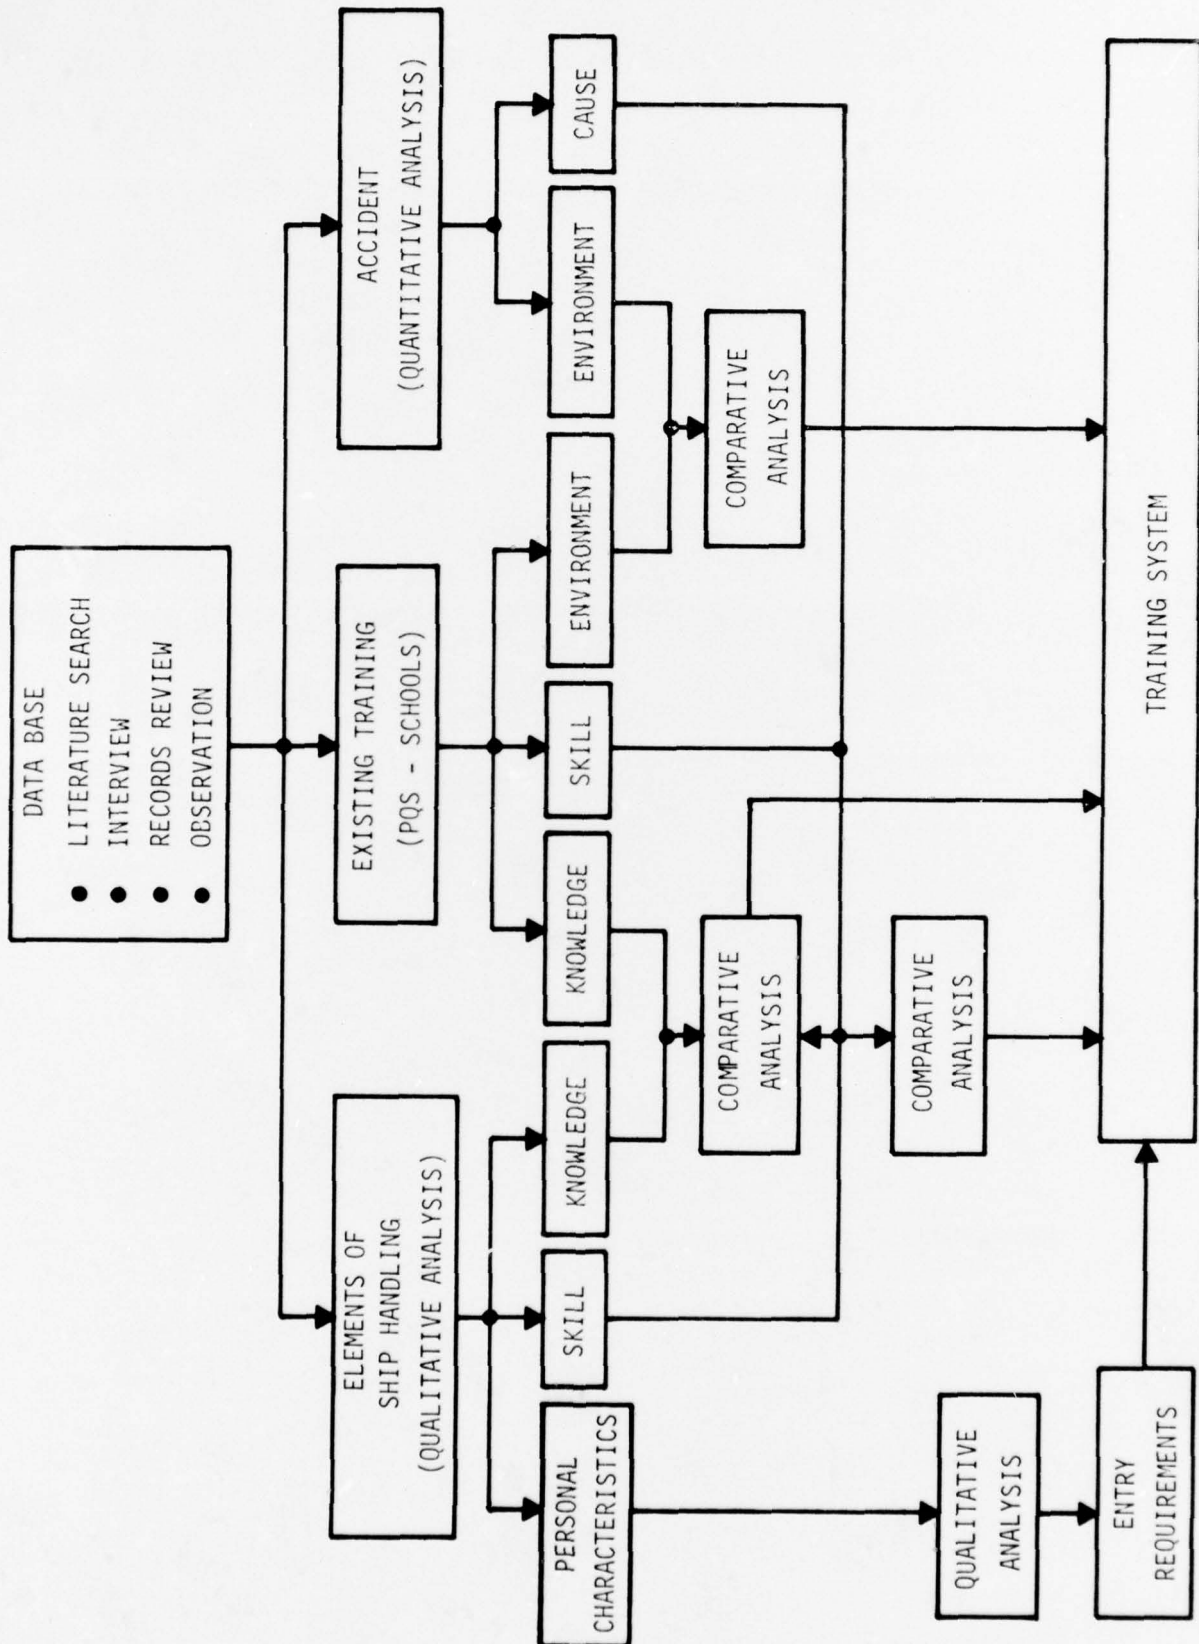 DATA BASE
● LITERATURE SEARCH
● INTERVIEW
● RECORDS REVIEW
● OBSERVATION
ELEMENTS OF
SHIP HANDLING
(QUALITATIVE ANALYSIS)
EXISTING TRAINING
(PQS - SCHOOLS)
ACCIDENT
(QUANTITATIVE ANALYSIS)
PERSONAL
CHARACTERISTICS
SKILL
KNOWLEDGE
KNOWLEDGE
SKILL
ENVIRONMENT
ENVIRONMENT
CAUSE
COMPARATIVE
ANALYSIS
COMPARATIVE
ANALYSIS
COMPARATIVE
ANALYSIS
QUALITATIVE
ANALYSIS
ENTRY
REQUIREMENTS
TRAINING SYSTEM